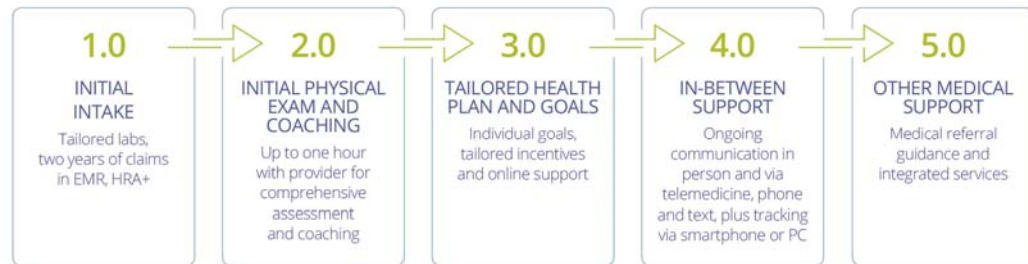 1.0
INITIAL
INTAKE
Tailored labs,
two years of claims
in EMR, HRA+
2.0
INITIAL PHYSICAL
EXAM AND
COACHING
Up to one hour
with provider for
comprehensive
assessment
and coaching
3.0
TAILORED HEALTH
PLAN AND GOALS
Individual goals,
tailored incentives
and online support
4.0
IN-BETWEEN
SUPPORT
Ongoing
communication in
person and via
telemedicine, phone
and text, plus tracking
via smartphone or PC
5.0
OTHER MEDICAL
SUPPORT
Medical referral
guidance and
integrated services